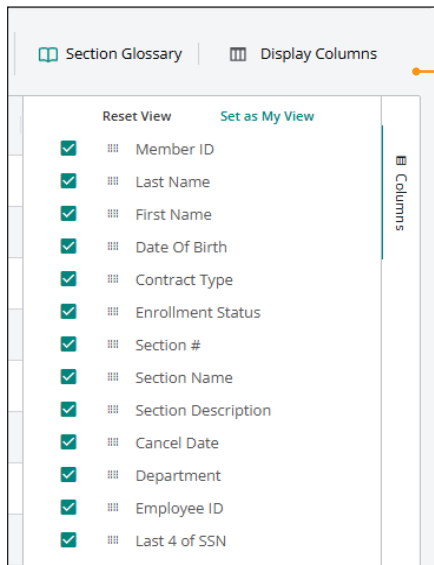 Section Glossary
Display Columns
Reset View
Set as My View
Member ID
Last Name
First Name
Date Of Birth
Contract Type
Enrollment Status
Section #
Section Name
Section Description
Cancel Date
Department
Employee ID
Last 4 of SSN
Columns